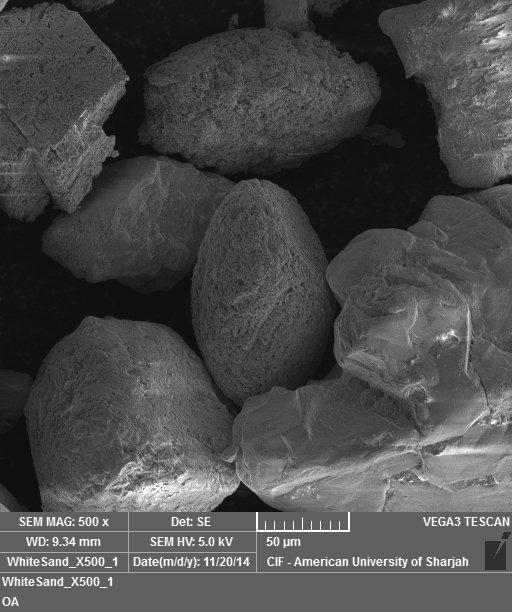 SEM MAG: 500 x Det: SE VEGA3 TESCAN
WD: 9.34 mm SEM HV: 5.0 kV 50 µm
WhiteSand_X500_1 Date(m/d/y): 11/20/14 CIF - American University of Sharjah
WhiteSand_X500_1
OA